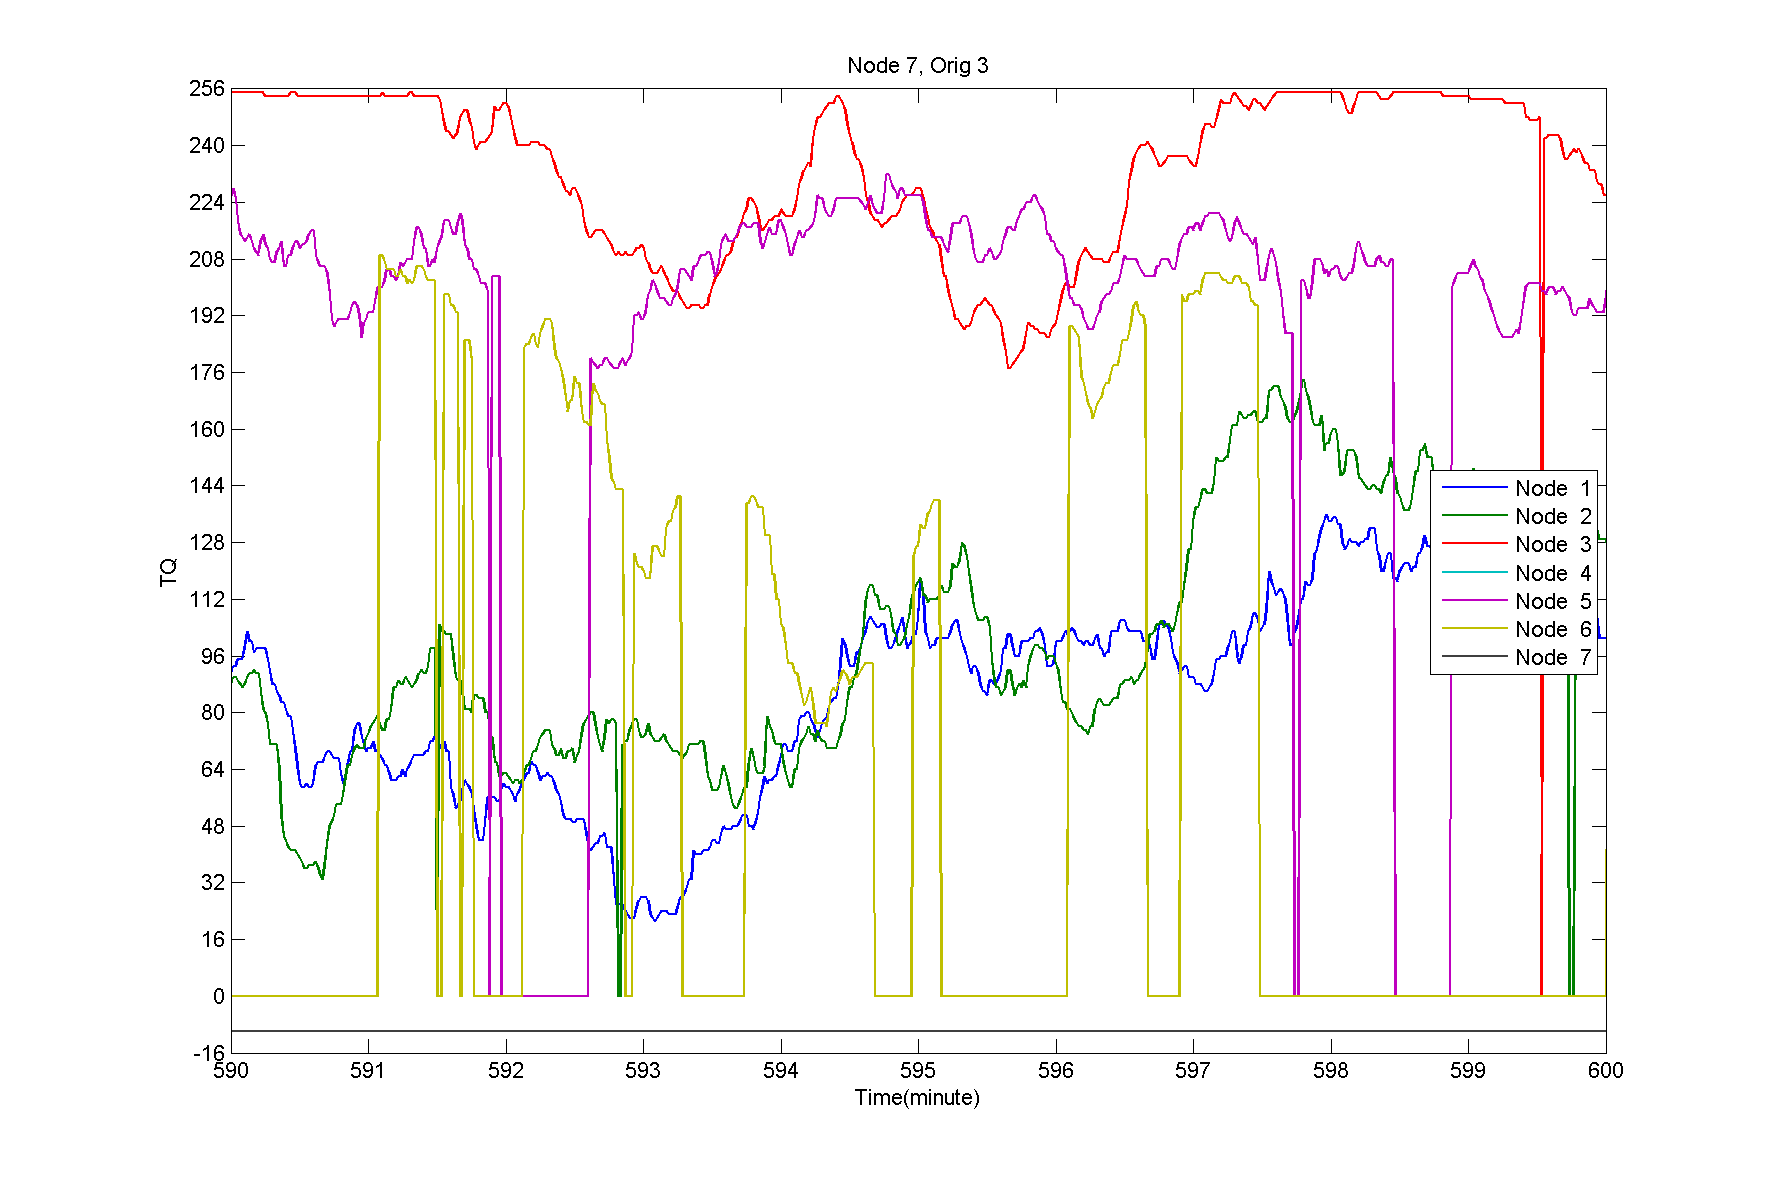 Node 7, Orig 3
256
240
224
208
192
176
160
144
128
112
96
80
64
48
32
16
0
-16
TQ
Node 1
Node 2
Node 3
Node 4
Node 5
Node 6
Node 7
590 591 592 593 594 595 596 597 598 599 600
Time(minute)